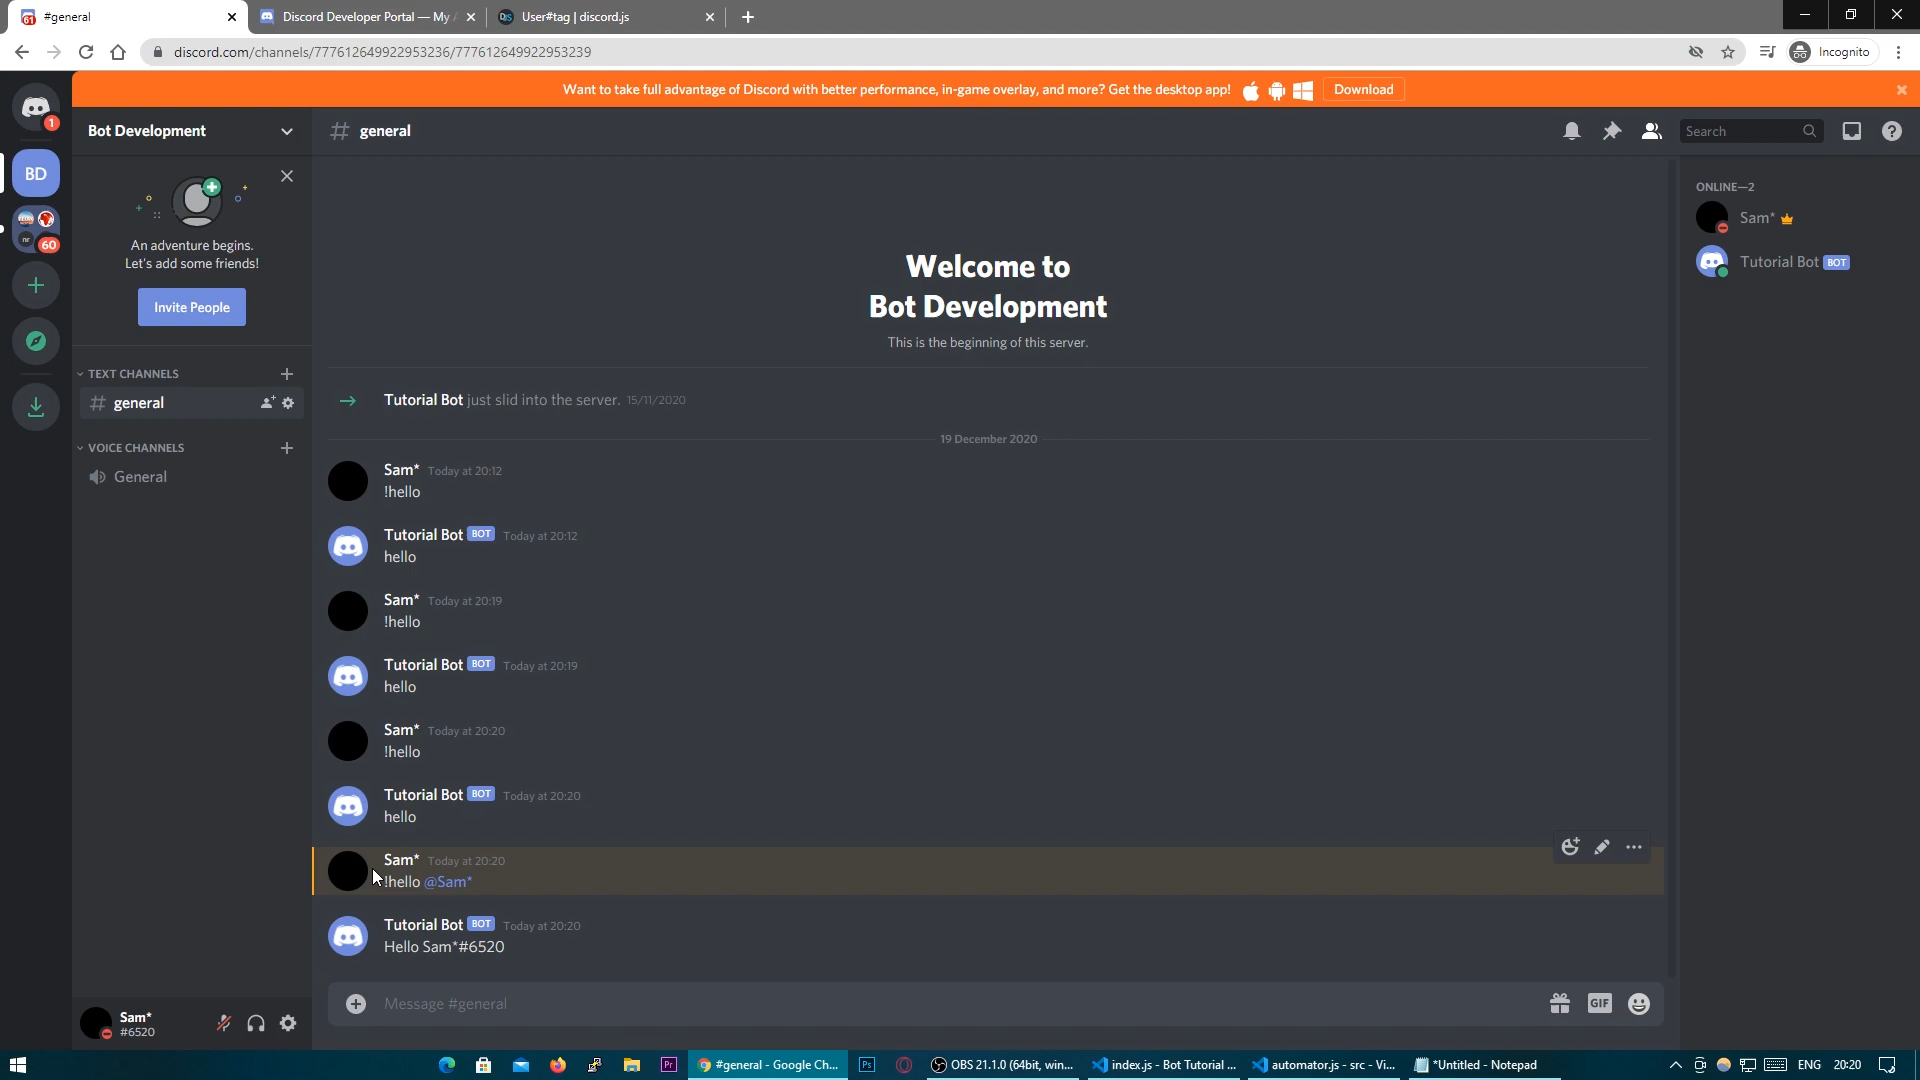 61
#general
Discord Developer Portal — My A
User#tag | discord.js
discord.com/channels/777612649922953236/777612649922953239
Incognito
Want to take full advantage of Discord with better performance, in-game overlay, and more? Get the desktop app!
Download
1
BD
60
Bot Development
# general
Search
An adventure begins.
Let's add some friends!
Invite People
TEXT CHANNELS
# general
VOICE CHANNELS
General
Welcome to
Bot Development
This is the beginning of this server.
Tutorial Bot just slid into the server. 15/11/2020
19 December 2020
Sam* Today at 20:12
!hello
Tutorial Bot BOT Today at 20:12
hello
Sam* Today at 20:19
!hello
Tutorial Bot BOT Today at 20:19
hello
Sam* Today at 20:20
!hello
Tutorial Bot BOT Today at 20:20
hello
Sam* Today at 20:20
!hello @Sam*
Tutorial Bot BOT Today at 20:20
Hello Sam*#6520
Message #general
GIF
ONLINE—2
Sam*
Tutorial Bot BOT
Sam*
#6520
Pr
#general - Google Ch...
Ps
OBS 21.1.0 (64bit, win...
index.js - Bot Tutorial ...
automator.js - src - Vi...
*Untitled - Notepad
ENG
20:20